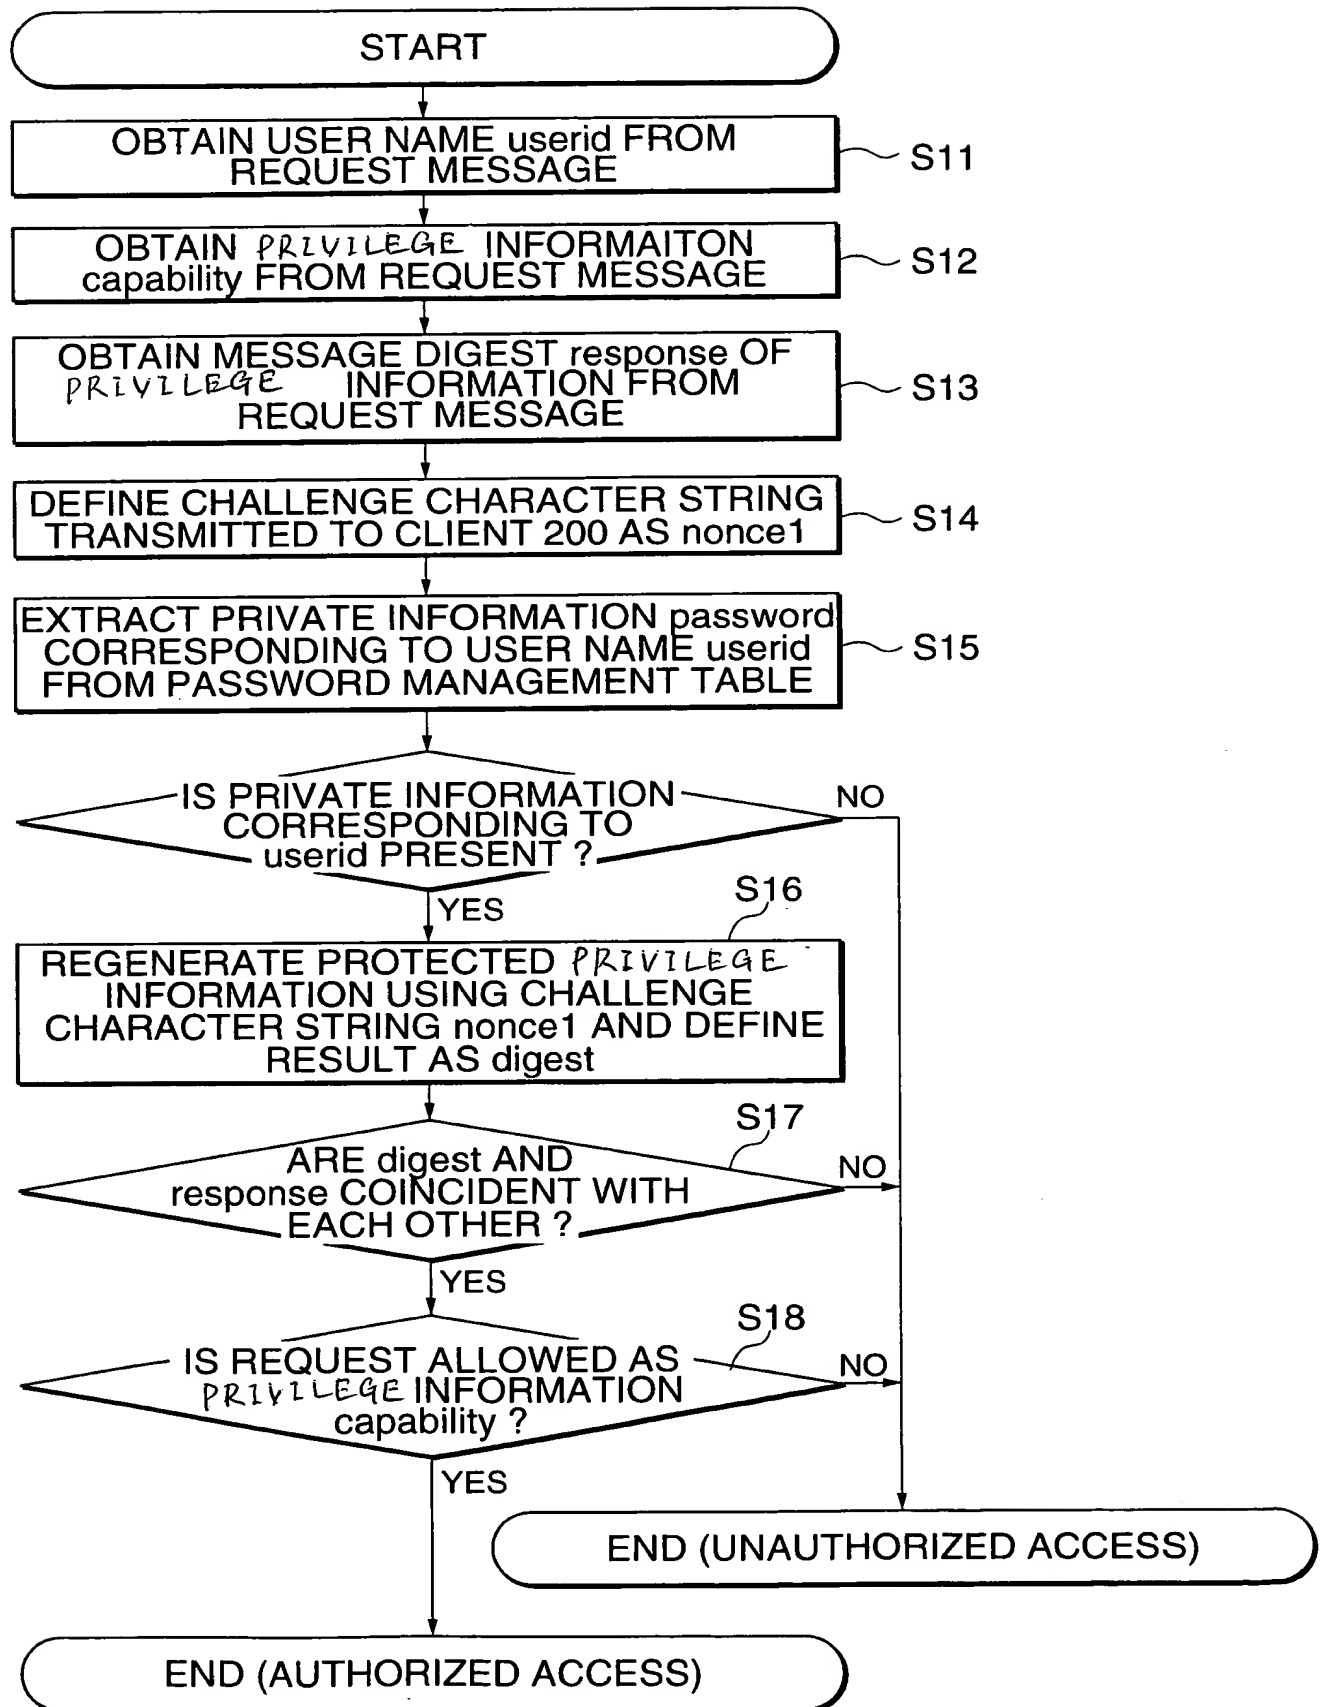 START
OBTAIN USER NAME userid FROM
REQUEST MESSAGE
S11
OBTAIN PRIVILEGE INFORMAITON
capability FROM REQUEST MESSAGE
S12
OBTAIN MESSAGE DIGEST response OF
PRIVILEGE INFORMATION FROM
REQUEST MESSAGE
S13
DEFINE CHALLENGE CHARACTER STRING
TRANSMITTED TO CLIENT 200 AS nonce1
S14
EXTRACT PRIVATE INFORMATION password
CORRESPONDING TO USER NAME userid
FROM PASSWORD MANAGEMENT TABLE
S15
IS PRIVATE INFORMATION
CORRESPONDING TO
userid PRESENT ?
NO
YES
S16
REGENERATE PROTECTED PRIVILEGE
INFORMATION USING CHALLENGE
CHARACTER STRING nonce1 AND DEFINE
RESULT AS digest
S17
ARE digest AND
response COINCIDENT WITH
EACH OTHER ?
NO
YES
S18
IS REQUEST ALLOWED AS
PRIVILEGE INFORMATION
capability ?
NO
YES
END (UNAUTHORIZED ACCESS)
END (AUTHORIZED ACCESS)